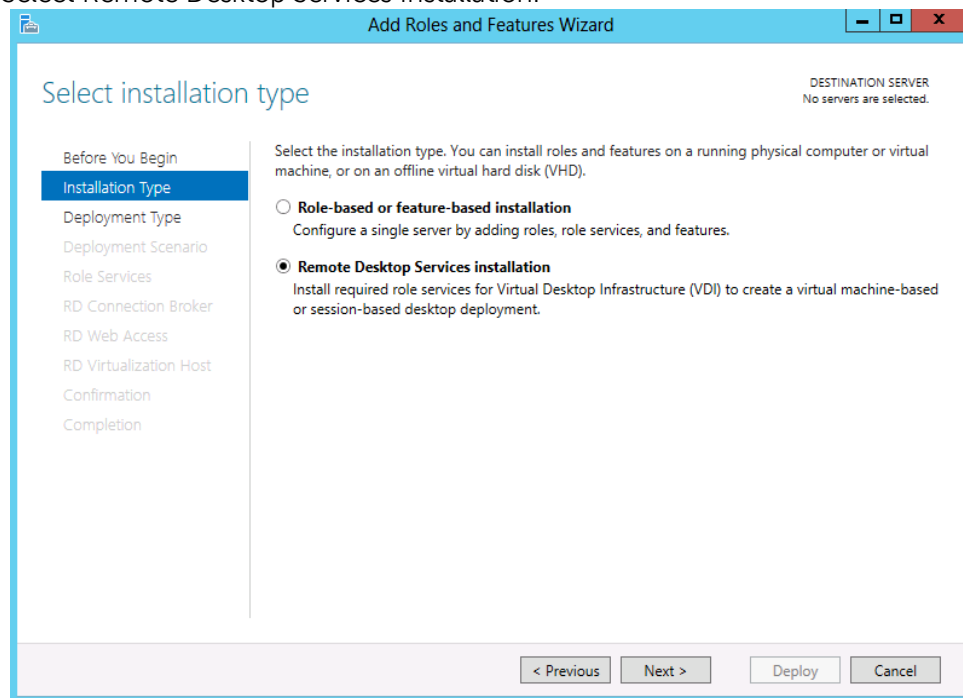 Select Remote Desktop Services Installation.
Add Roles and Features Wizard
Select installation type
DESTINATION SERVER
No servers are selected.
Before You Begin
Installation Type
Deployment Type
Deployment Scenario
Role Services
RD Connection Broker
RD Web Access
RD Virtualization Host
Confirmation
Completion
Select the installation type. You can install roles and features on a running physical computer or virtual
machine, or on an offline virtual hard disk (VHD).
Role-based or feature-based installation
Configure a single server by adding roles, role services, and features.
Remote Desktop Services installation
Install required role services for Virtual Desktop Infrastructure (VDI) to create a virtual machine-based
or session-based desktop deployment.
< Previous
Next >
Deploy
Cancel